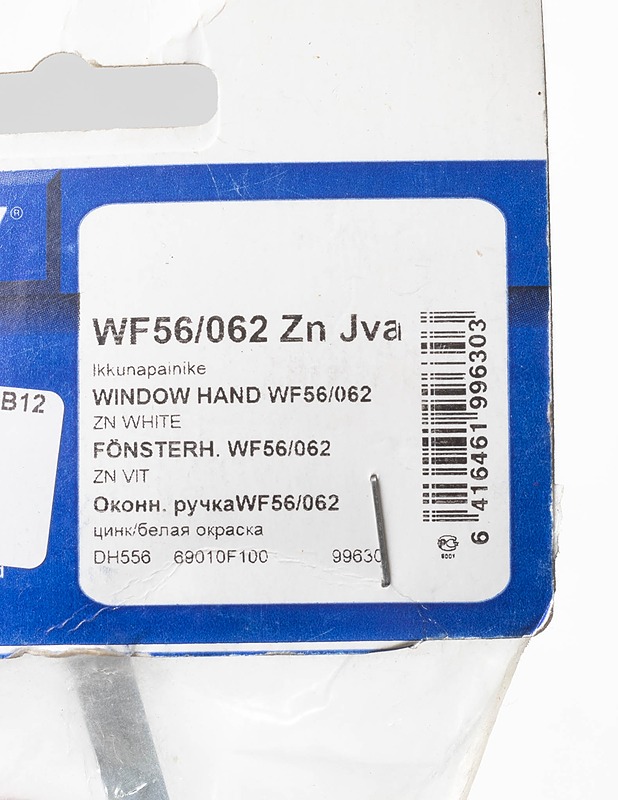 ®
B12
WF56/062 Zn Jva
Ikkunapainike
WINDOW HAND WF56/062
ZN WHITE
FÖNSTERH. WF56/062
ZN VIT
Оконн. ручкаWF56/062
цинк/белая окраска
DH556 69010F100 99630
6 416461 996303